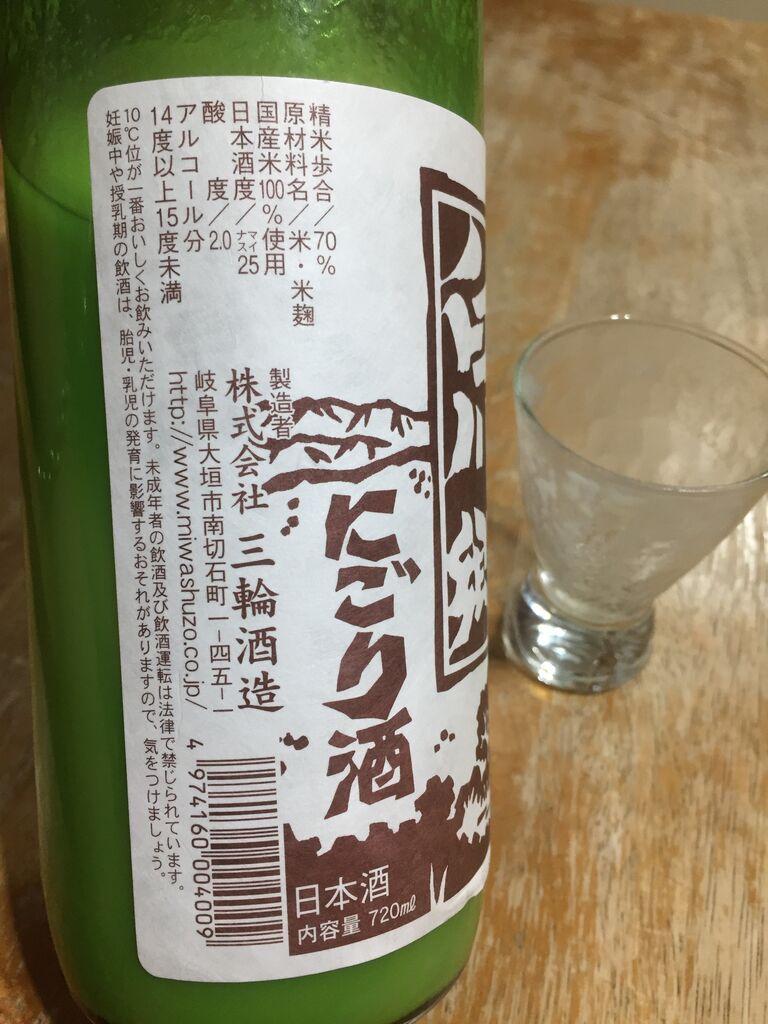 精米歩合/70%
原材料名/米・米麹
国産米100%使用
日本酒度/マイナス25
酸度/2.0
アルコール分
14度以上15度未満
10℃位が一番おいしくお飲みいただけます。未成年者の飲酒及び飲酒運転は法律で禁じられています。
妊娠中や授乳期の飲酒は、胎児・乳児の発育に影響するおそれがありますので、気をつけましょう。
製造者
株式会社 三輪酒造
岐阜県大垣市南切石町一ー四五ー一
http://www.miwashuzo.co.jp/
にごり酒
4 974160 004009
日本酒
内容量 720ml